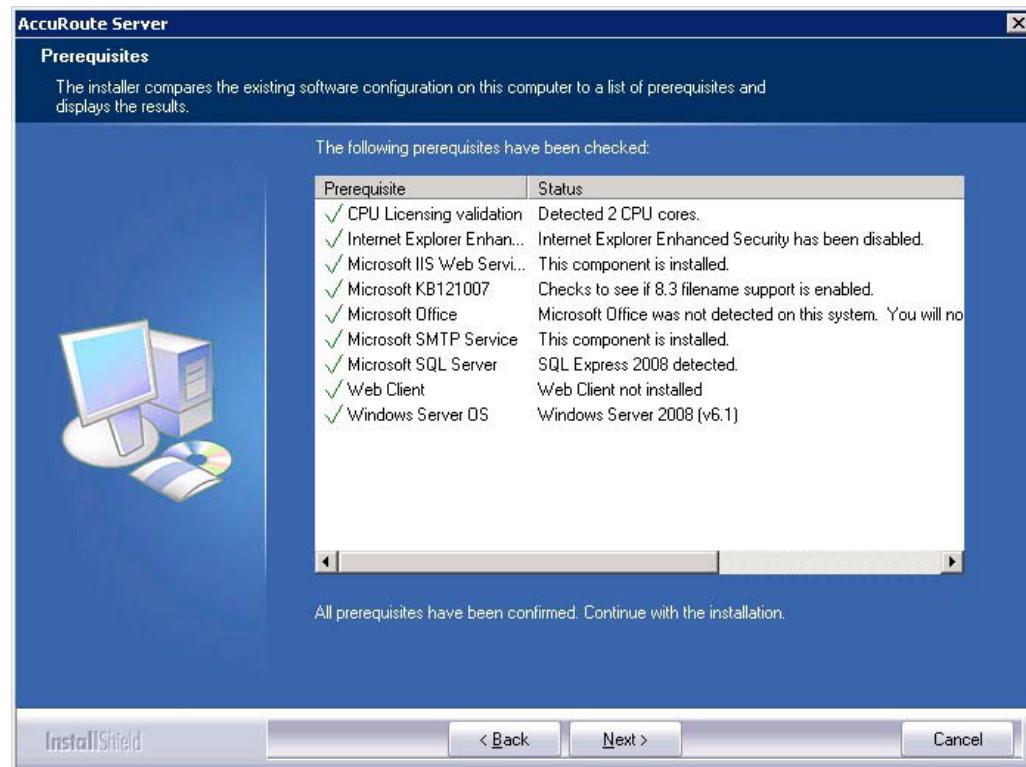 AccuRoute Server
Prerequisites
The installer compares the existing software configuration on this computer to a list of prerequisites and
displays the results.
The following prerequisites have been checked:
Prerequisite Status
CPU Licensing validation Detected 2 CPU cores.
Internet Explorer Enhan... Internet Explorer Enhanced Security has been disabled.
Microsoft IIS Web Servi... This component is installed.
Microsoft KB121007 Checks to see if 8.3 filename support is enabled.
Microsoft Office Microsoft Office was not detected on this system. You will no
Microsoft SMTP Service This component is installed.
Microsoft SQL Server SQL Express 2008 detected.
Web Client Web Client not installed
Windows Server OS Windows Server 2008 (v6.1)
All prerequisites have been confirmed. Continue with the installation.
InstallShield < Back Next > Cancel